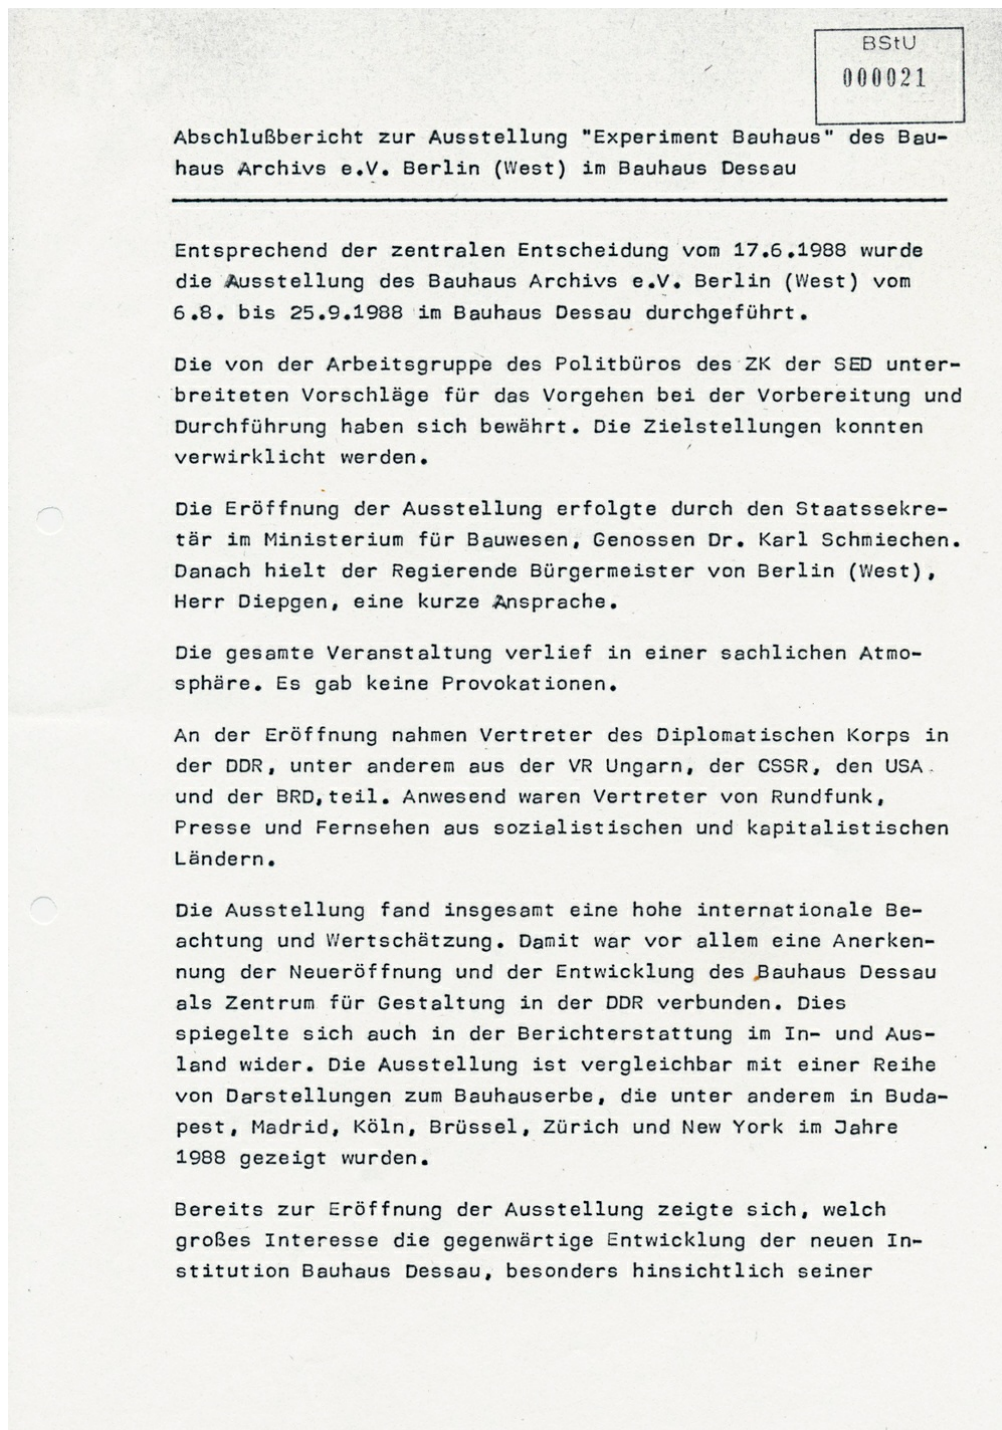 BStU
000021
Abschlußbericht zur Ausstellung "Experiment Bauhaus" des Bau-
haus Archivs e.V. Berlin (West) im Bauhaus Dessau
Entsprechend der zentralen Entscheidung vom 17.6.1988 wurde
die Ausstellung des Bauhaus Archivs e.V. Berlin (West) vom
6.8. bis 25.9.1988 im Bauhaus Dessau durchgeführt.
Die von der Arbeitsgruppe des Politbüros des ZK der SED unter-
breiteten Vorschläge für das Vorgehen bei der Vorbereitung und
Durchführung haben sich bewährt. Die Zielstellungen konnten
verwirklicht werden.
Die Eröffnung der Ausstellung erfolgte durch den Staatssekre-
tär im Ministerium für Bauwesen, Genossen Dr. Karl Schmiechen.
Danach hielt der Regierende Bürgermeister von Berlin (West),
Herr Diepgen, eine kurze Ansprache.
Die gesamte Veranstaltung verlief in einer sachlichen Atmo-
sphäre. Es gab keine Provokationen.
An der Eröffnung nahmen Vertreter des Diplomatischen Korps in
der DDR, unter anderem aus der VR Ungarn, der CSSR, den USA
und der BRD, teil. Anwesend waren Vertreter von Rundfunk,
Presse und Fernsehen aus sozialistischen und kapitalistischen
Ländern.
Die Ausstellung fand insgesamt eine hohe internationale Be-
achtung und Wertschätzung. Damit war vor allem eine Anerken-
nung der Neueröffnung und der Entwicklung des Bauhaus Dessau
als Zentrum für Gestaltung in der DDR verbunden. Dies
spiegelte sich auch in der Berichterstattung im In- und Aus-
land wider. Die Ausstellung ist vergleichbar mit einer Reihe
von Darstellungen zum Bauhauserbe, die unter anderem in Buda-
pest, Madrid, Köln, Brüssel, Zürich und New York im Jahre
1988 gezeigt wurden.
Bereits zur Eröffnung der Ausstellung zeigte sich, welch
großes Interesse die gegenwärtige Entwicklung der neuen In-
stitution Bauhaus Dessau, besonders hinsichtlich seiner